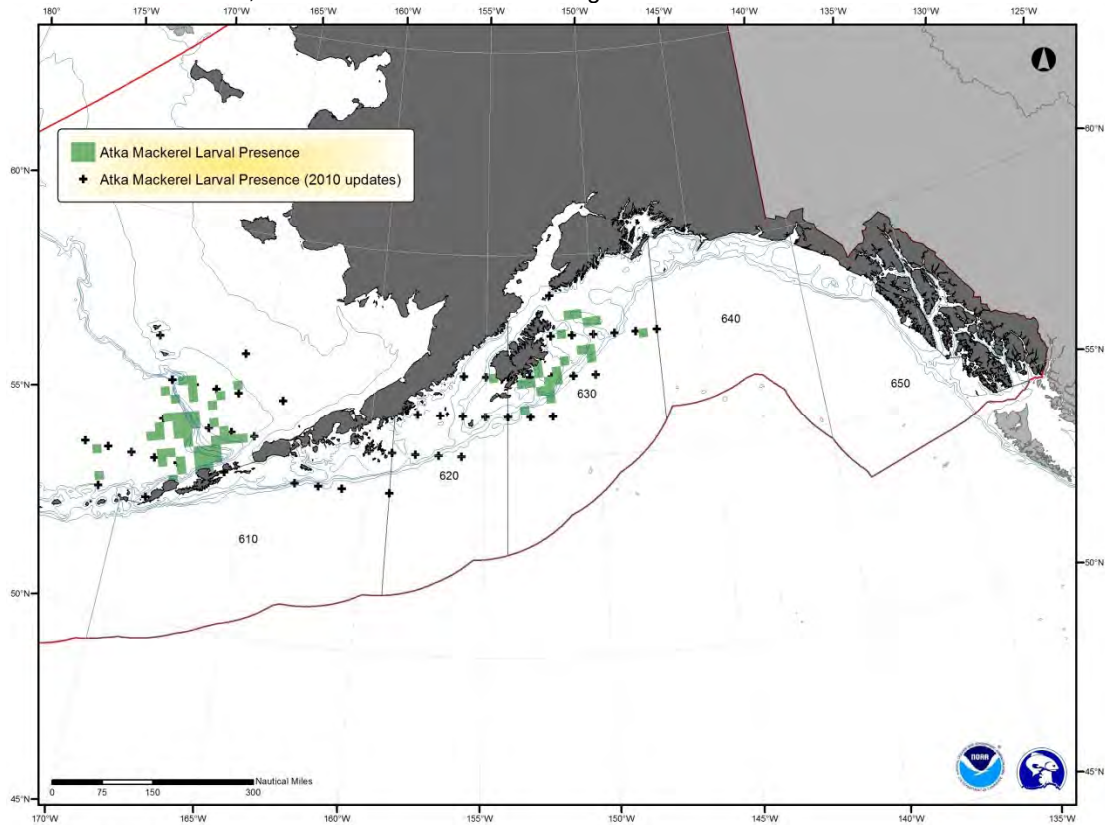 180° 175°W 170°W 165°W 160°W 155°W 150°W 145°W 140°W 135°W 130°W 125°W
60°N 60°N
Atka Mackerel Larval Presence
Atka Mackerel Larval Presence (2010 updates)
55°N 55°N
640
650
630
620
610
50°N 50°N
NOAA
Nautical Miles
0 75 150 300
45°N 45°N
170°W 165°W 160°W 155°W 150°W 145°W 140°W 135°W